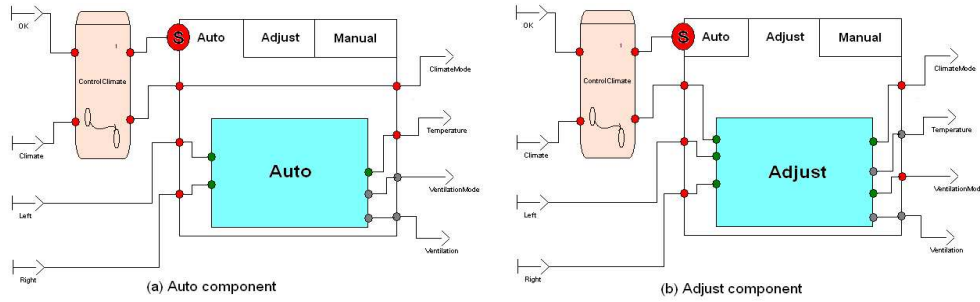 OK
S Auto Adjust Manual
ControlClimate
ClimateMode
Climate
Temperature
Auto
VentilationMode
Left
Ventilation
Right
(a) Auto component
OK
S Auto Adjust Manual
ControlClimate
ClimateMode
Climate
Temperature
Adjust
VentilationMod
Left
Ventilation
Right
(b) Adjust component